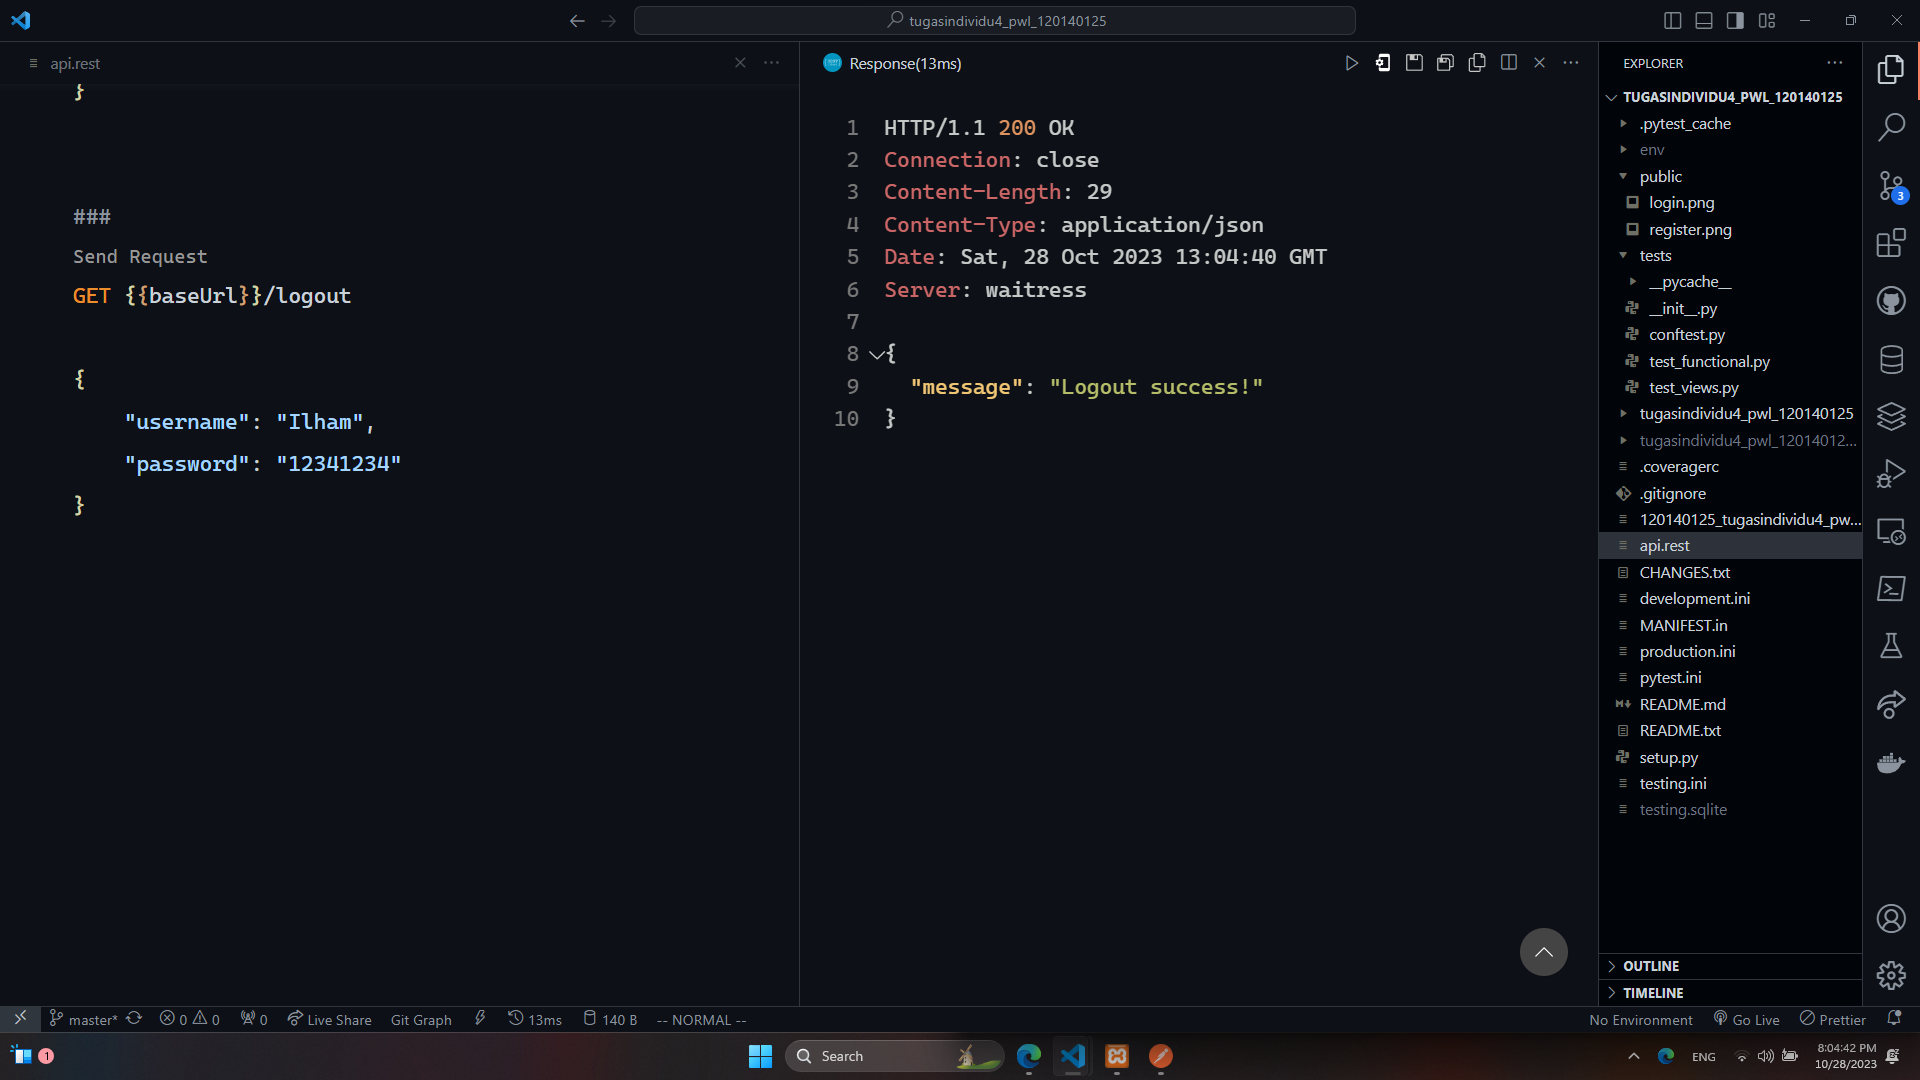 tugasindividu4_pwl_120140125
api.rest
}
###
Send Request
GET {{baseUrl}}/logout
{
"username": "Ilham",
"password": "12341234"
}
Response(13ms)
1 HTTP/1.1 200 OK
2 Connection: close
3 Content-Length: 29
4 Content-Type: application/json
5 Date: Sat, 28 Oct 2023 13:04:40 GMT
6 Server: waitress
7
8 {
9 "message": "Logout success!"
10 }
EXPLORER
TUGASINDIVIDU4_PWL_120140125
.pytest_cache
env
public
login.png
register.png
tests
__pycache__
__init__.py
conftest.py
test_functional.py
test_views.py
tugasindividu4_pwl_120140125
tugasindividu4_pwl_12014012...
.coveragerc
.gitignore
120140125_tugasindividu4_pw...
api.rest
CHANGES.txt
development.ini
MANIFEST.in
production.ini
pytest.ini
README.md
README.txt
setup.py
testing.ini
testing.sqlite
OUTLINE
TIMELINE
3
master* 0 0 0 Live Share Git Graph 13ms 140 B -- NORMAL --
No Environment Go Live Prettier
1
Search
ENG
8:04:42 PM
10/28/2023